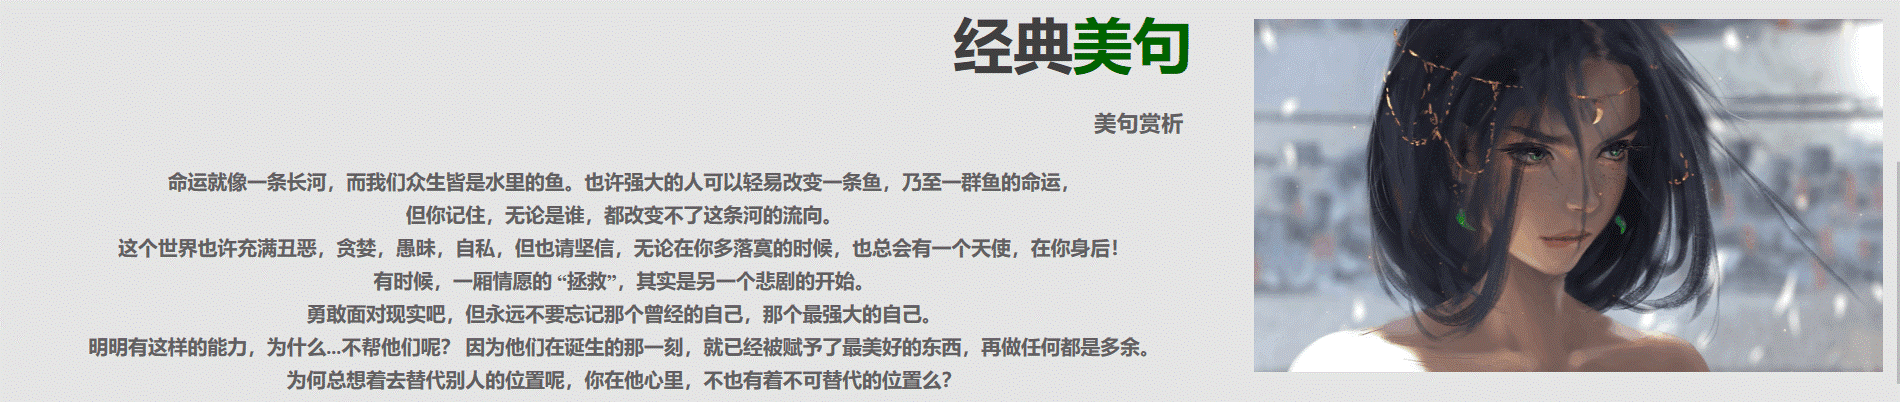 经典美句
美句赏析
命运就像一条长河，而我们众生皆是水里的鱼。也许强大的人可以轻易改变一条鱼，乃至一群鱼的命运，
但你记住，无论是谁，都改变不了这条河的流向。
这个世界也许充满丑恶，贪婪，愚昧，自私，但也请坚信，无论在你多落寞的时候，也总会有一个天使，在你身后！
有时候，一厢情愿的 “拯救”，其实是另一个悲剧的开始。
勇敢面对现实吧，但永远不要忘记那个曾经的自己，那个最强大的自己。
明明有这样的能力，为什么...不帮他们呢？ 因为他们在诞生的那一刻，就已经被赋予了最美好的东西，再做任何都是多余。
为何总想着去替代别人的位置呢，你在他心里，不也有着不可替代的位置么？